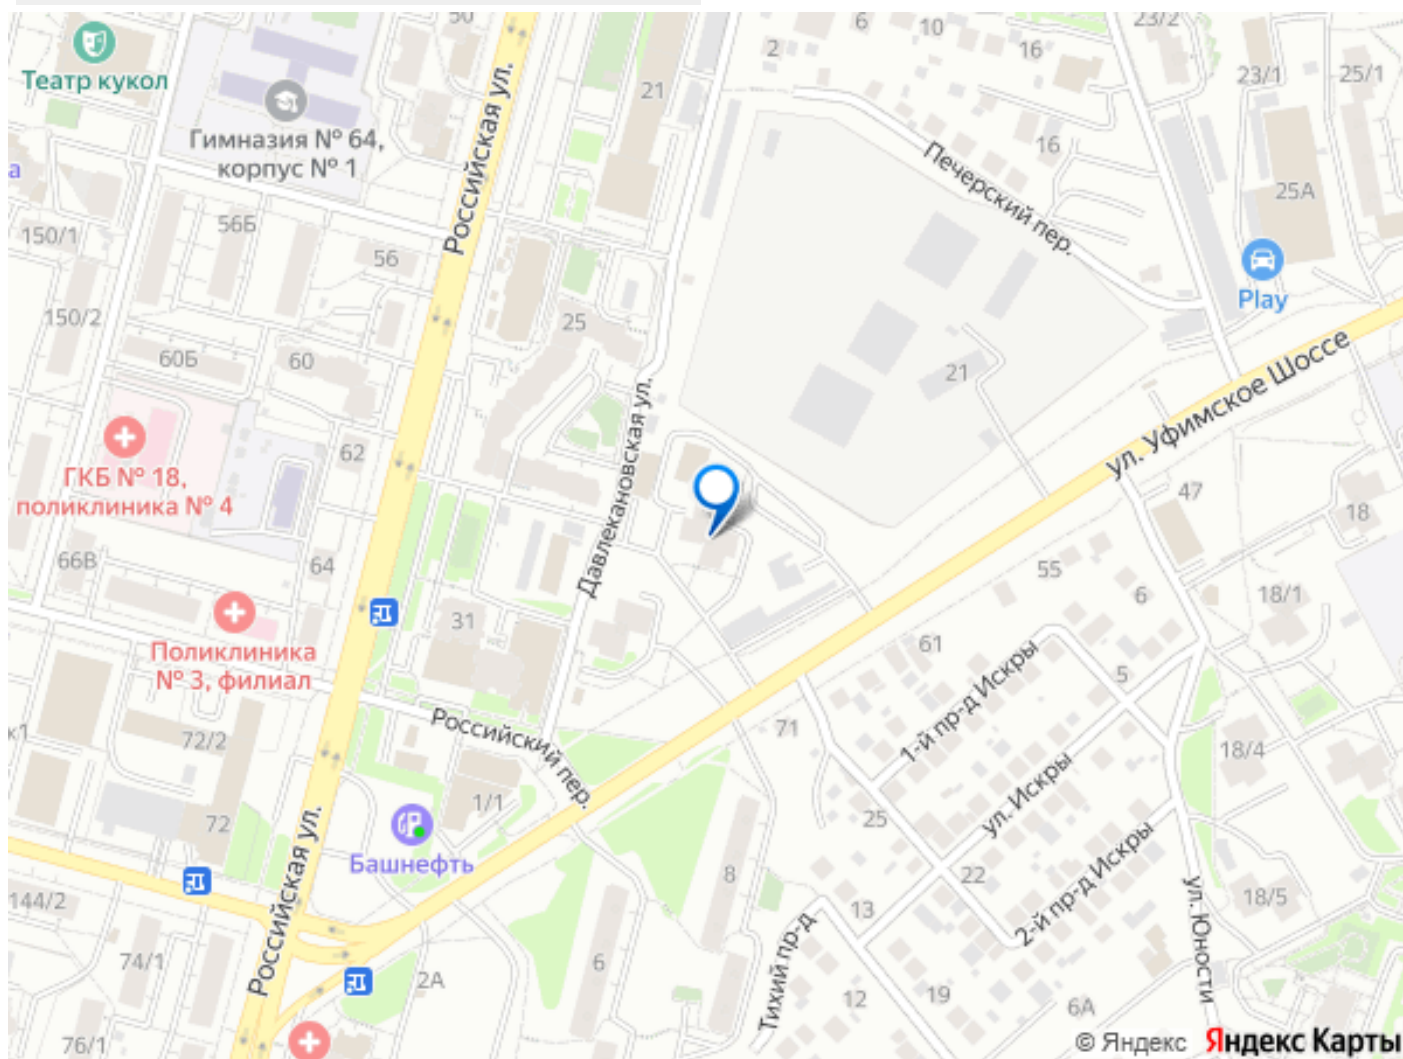 50
6
10
2
16
23/2
23/1
25/1
Театр кукол
21
Гимназия № 64,
корпус № 1
Российская ул.
16
Печерский пер.
25А
а
150/1
56Б
56
Play
150/2
25
60Б
60
21
ул. Уфимское Шоссе
Давлекановская ул.
62
ГКБ № 18,
поликлиника № 4
47
18
66В
64
55
6
18/1
31
61
Поликлиника
№ 3, филиал
1-й пр-д Искры
5
Российский пер.
71
к1
72/2
18/4
ул. Искры
1/1
72
25
Российская ул.
Башнефть
2-й пр-д Искры
8
22
ул. Юности
144/2
13
18/5
74/1
6
Тихий пр-д
2А
12
19
6А
76/1
© Яндекс Яндекс Карты